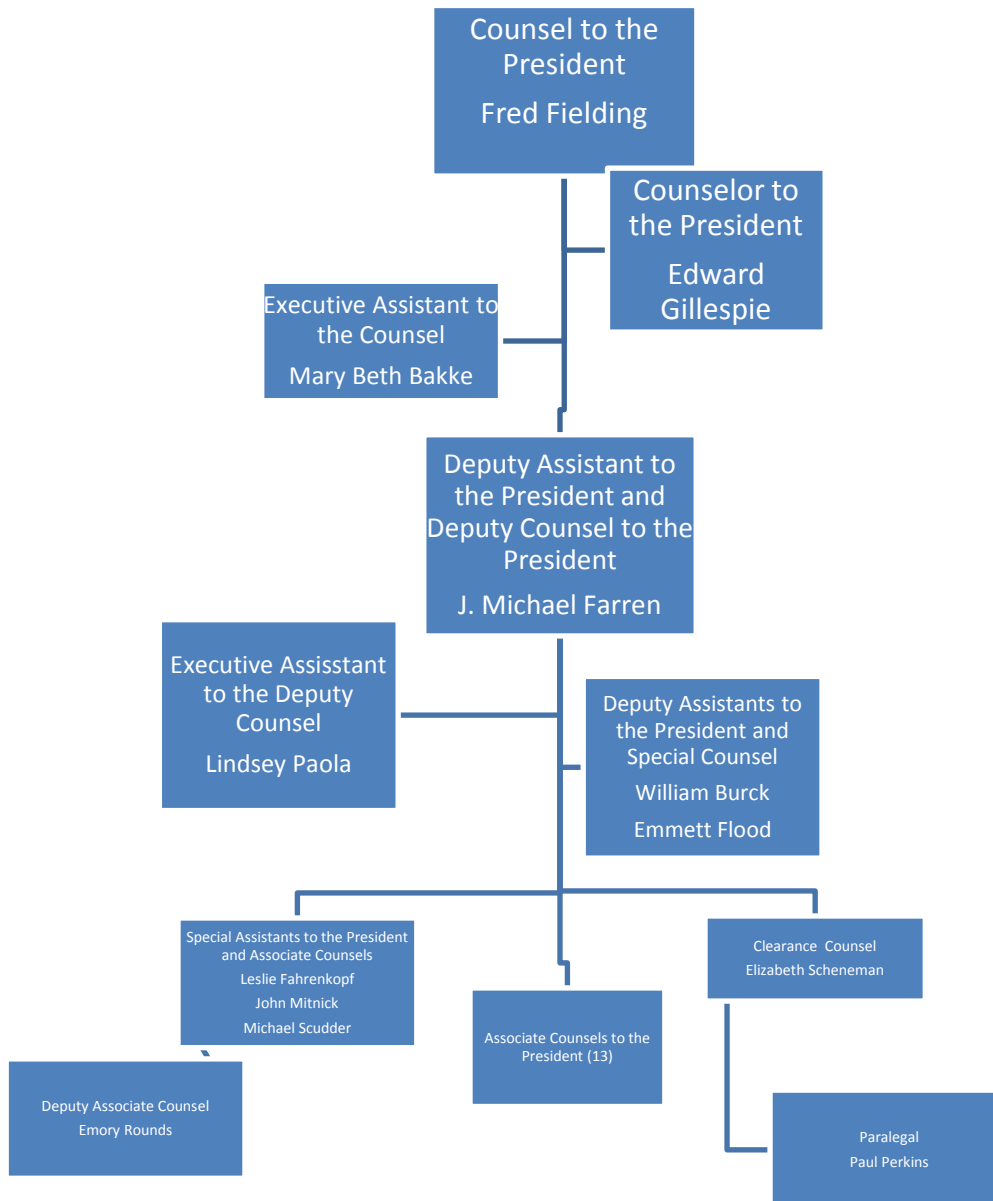 Counsel to the
President
Fred Fielding
Counselor to
the President
Edward
Gillespie
Executive Assistant to
the Counsel
Mary Beth Bakke
Deputy Assistant to
the President and
Deputy Counsel to the
President
J. Michael Farren
Executive Assisstant
to the Deputy
Counsel
Lindsey Paola
Deputy Assistants to
the President and
Special Counsel
William Burck
Emmett Flood
Special Assistants to the President
and Associate Counsels
Leslie Fahrenkopf
John Mitnick
Michael Scudder
Associate Counsels to the
President (13)
Clearance Counsel
Elizabeth Scheneman
Deputy Associate Counsel
Emory Rounds
Paralegal
Paul Perkins